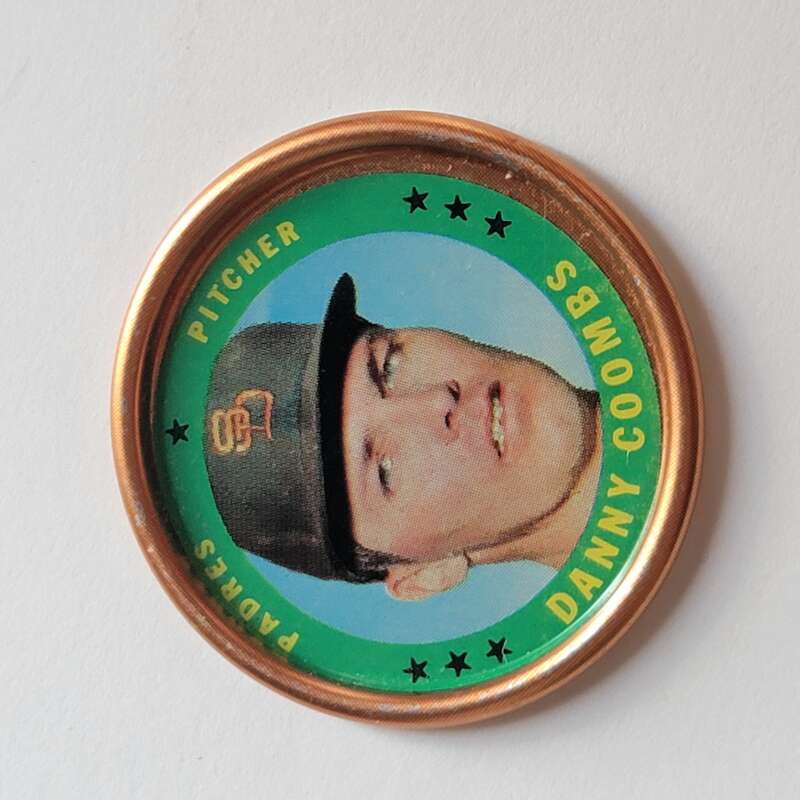 PADRES
PITCHER
SD
DANNY COOMBS